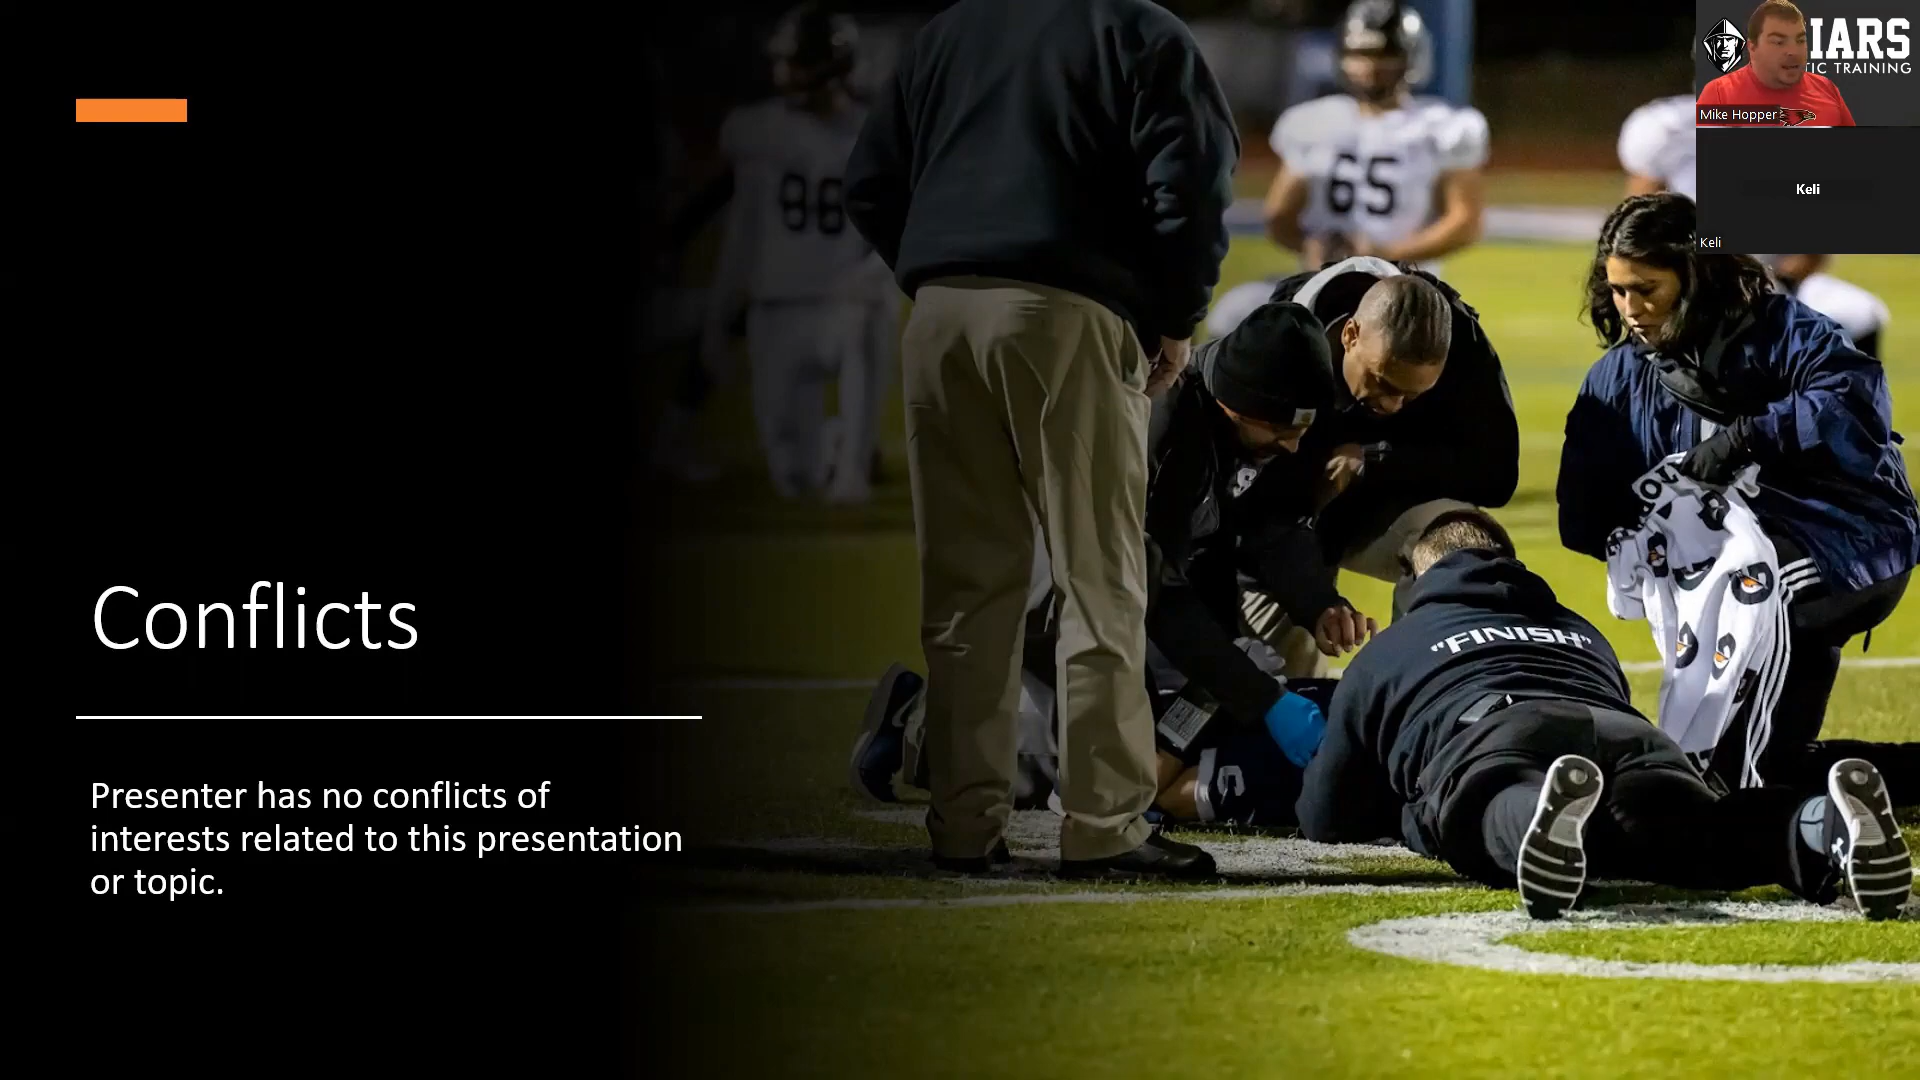 IARS
TIC TRAINING
Mike Hopper
Keli
Keli
86
65
"FINISH"
Conflicts
Presenter has no conflicts of
interests related to this presentation
or topic.